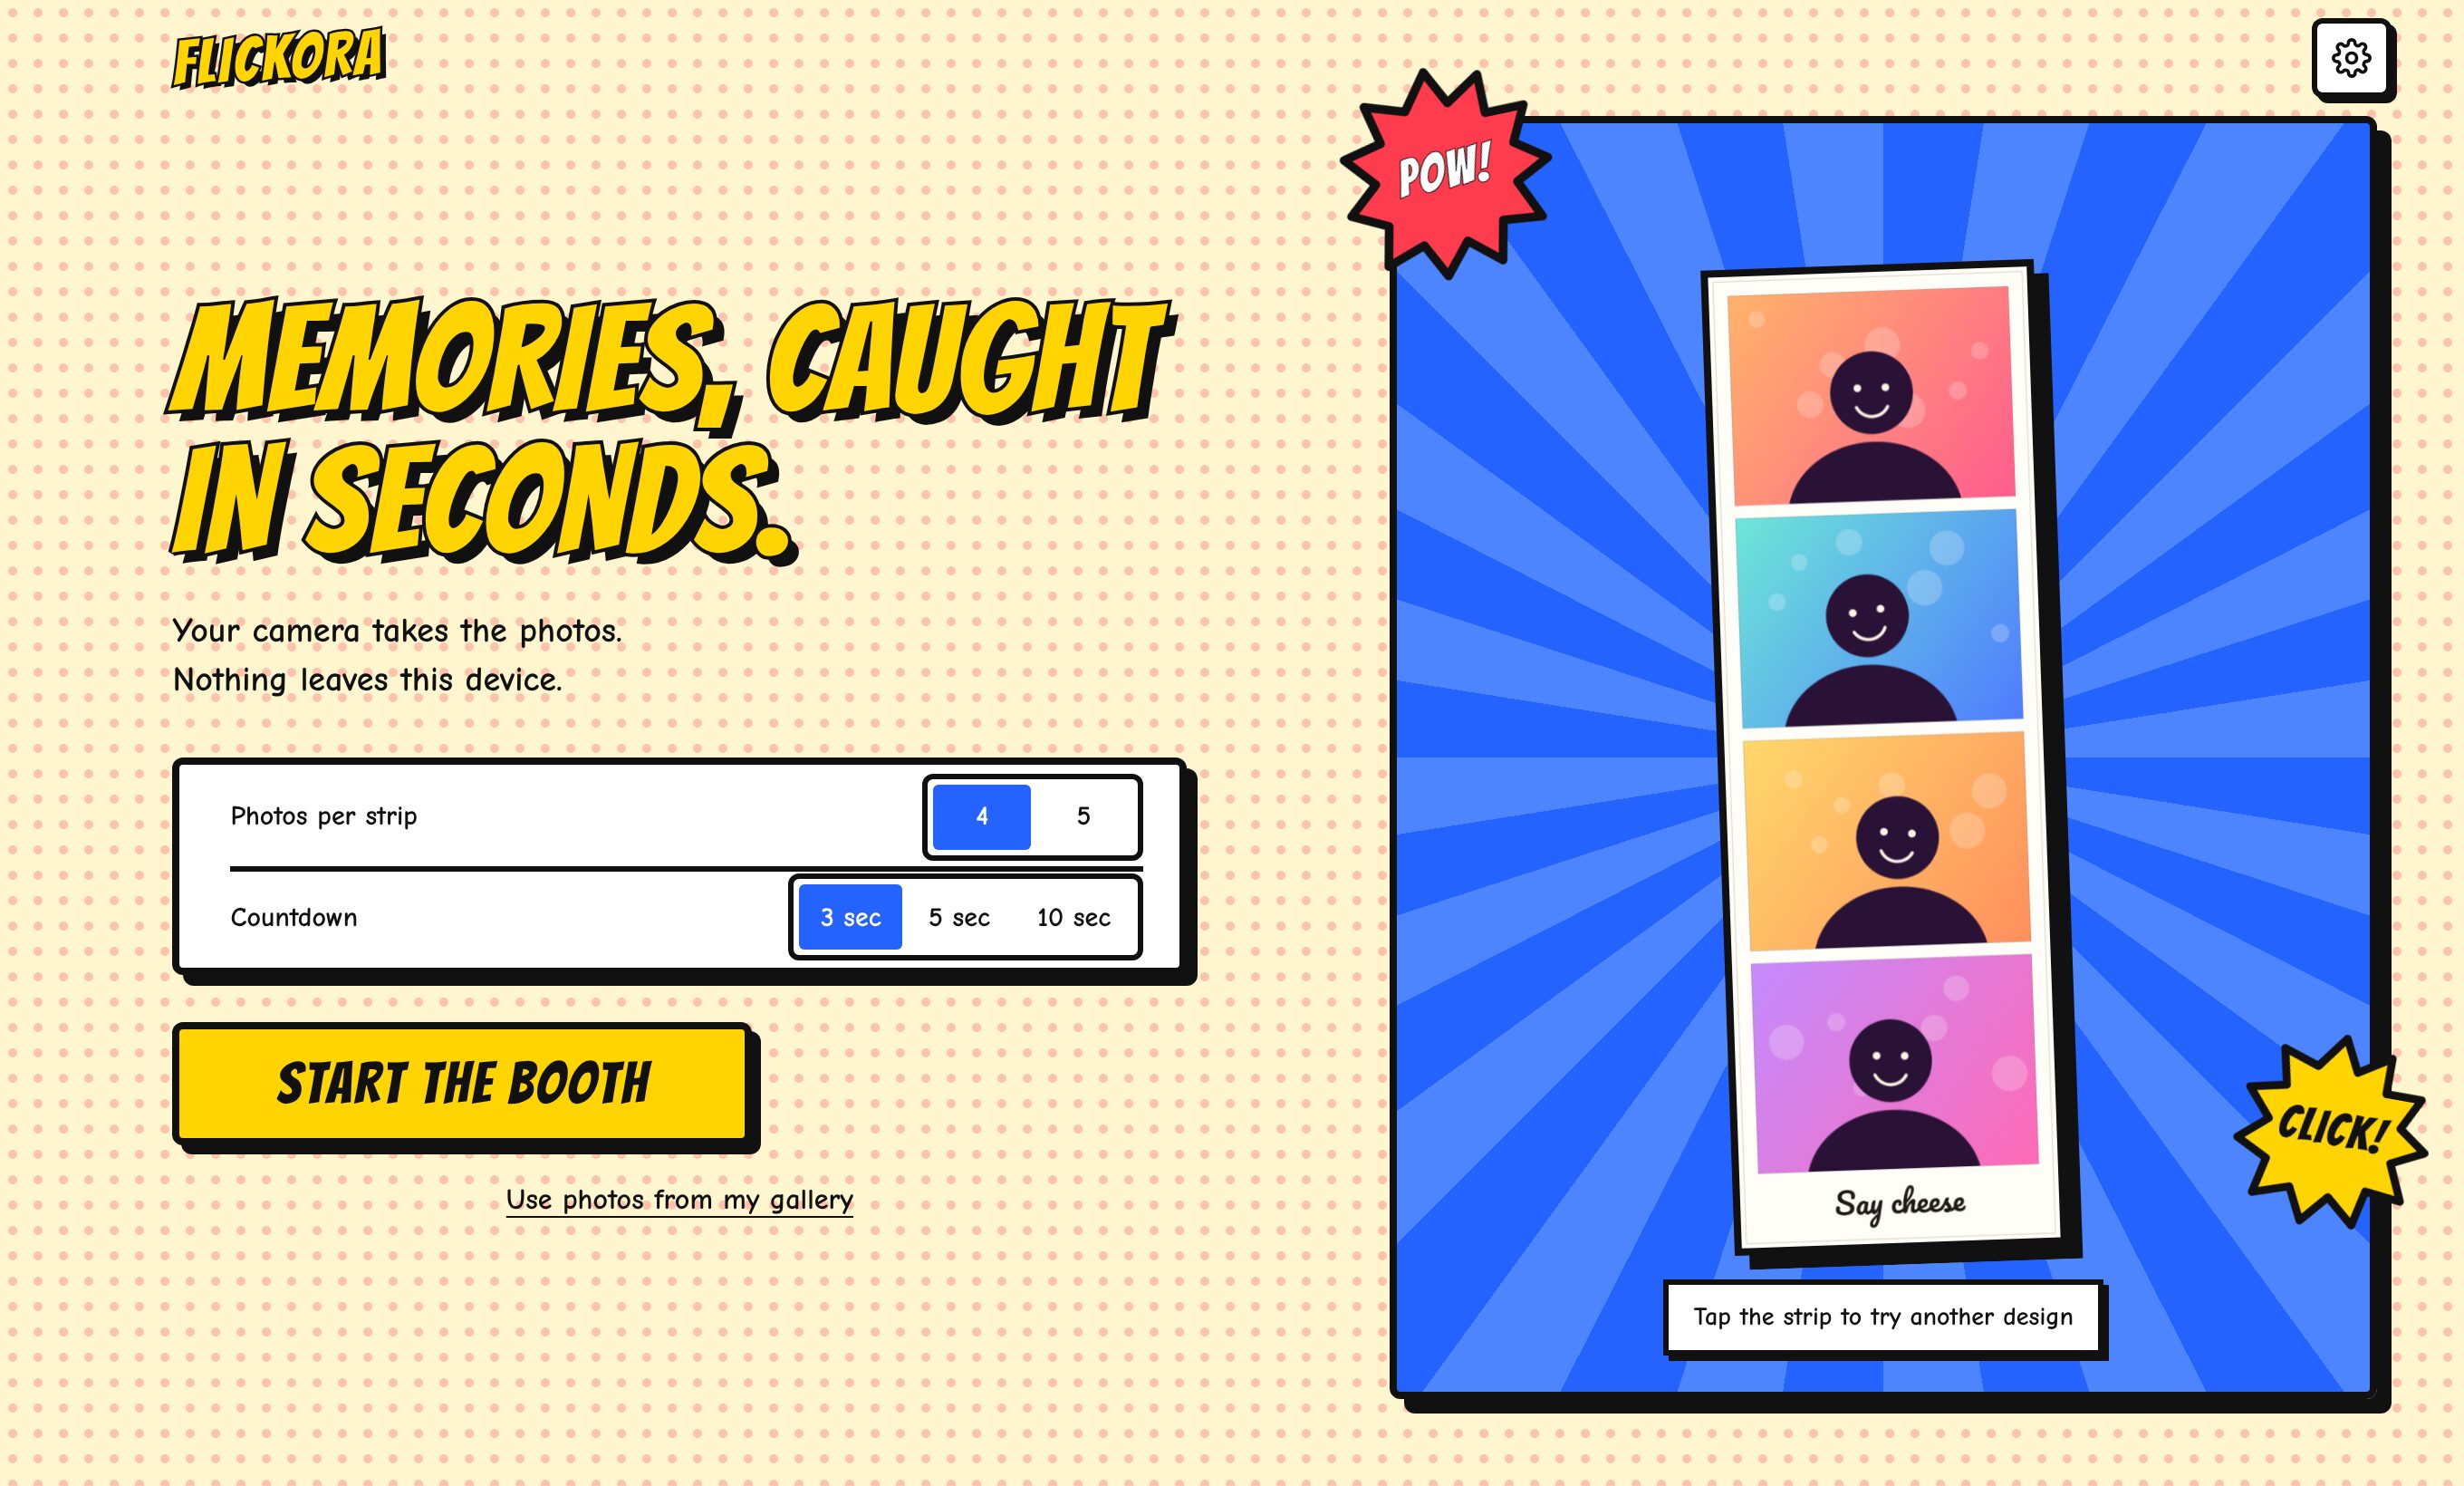 FLICKORA
POW!
MEMORIES, CAUGHT
IN SECONDS.
Your camera takes the photos.
Nothing leaves this device.
Photos per strip
4 5
Countdown
3 sec 5 sec 10 sec
START THE BOOTH
Use photos from my gallery
CLICK!
Say cheese
Tap the strip to try another design